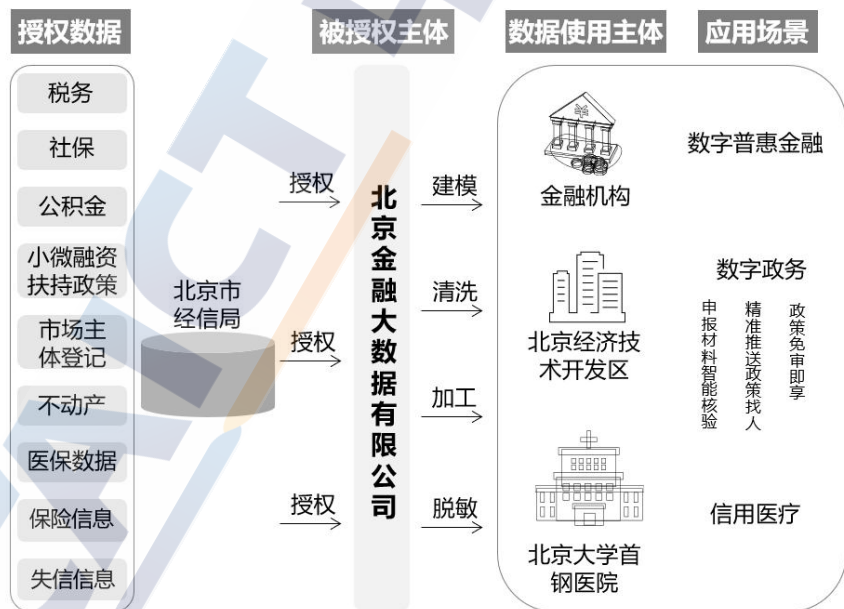 授权数据
被授权主体
数据使用主体
应用场景
税务
社保
公积金
小微融资
扶持政策
市场主
体登记
不动产
医保数据
保险信息
失信信息
北京市
经信局
授权
授权
授权
北京金融大数据有限公司
建模
清洗
加工
脱敏
金融机构
北京经济技
术开发区
北京大学首
钢医院
数字普惠金融
数字政务
申报材料智能核验
精准推送政策找人
政策免审即享
信用医疗